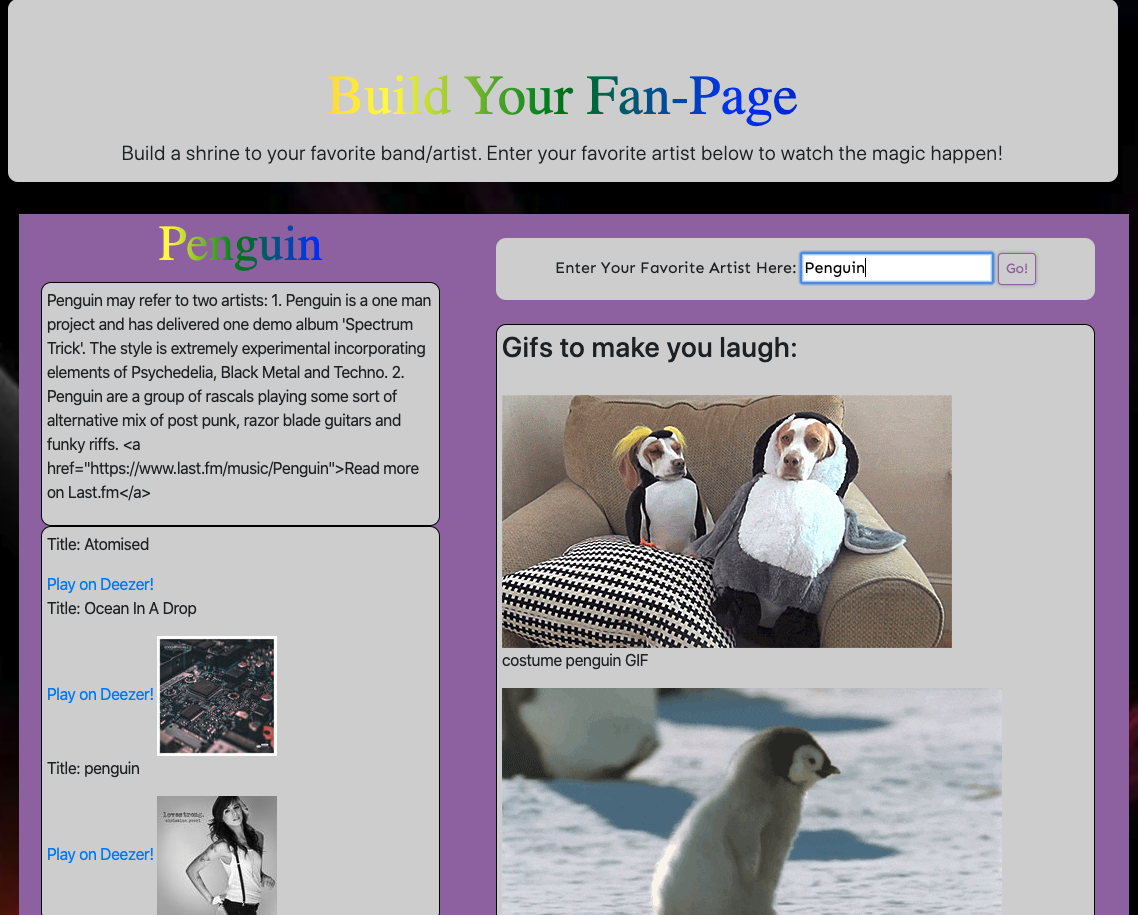 Build Your Fan-Page
Build a shrine to your favorite band/artist. Enter your favorite artist below to watch the magic happen!
Penguin
Penguin may refer to two artists: 1. Penguin is a one man
project and has delivered one demo album 'Spectrum
Trick'. The style is extremely experimental incorporating
elements of Psychedelia, Black Metal and Techno. 2.
Penguin are a group of rascals playing some sort of
alternative mix of post punk, razor blade guitars and
funky riffs. <a
href="https://www.last.fm/music/Penguin">Read more
on Last.fm</a>
Title: Atomised
Play on Deezer!
Title: Ocean In A Drop
Play on Deezer!
Title: penguin
lovestrong.
Play on Deezer!
Enter Your Favorite Artist Here: Penguin Go!
Gifs to make you laugh:
costume penguin GIF